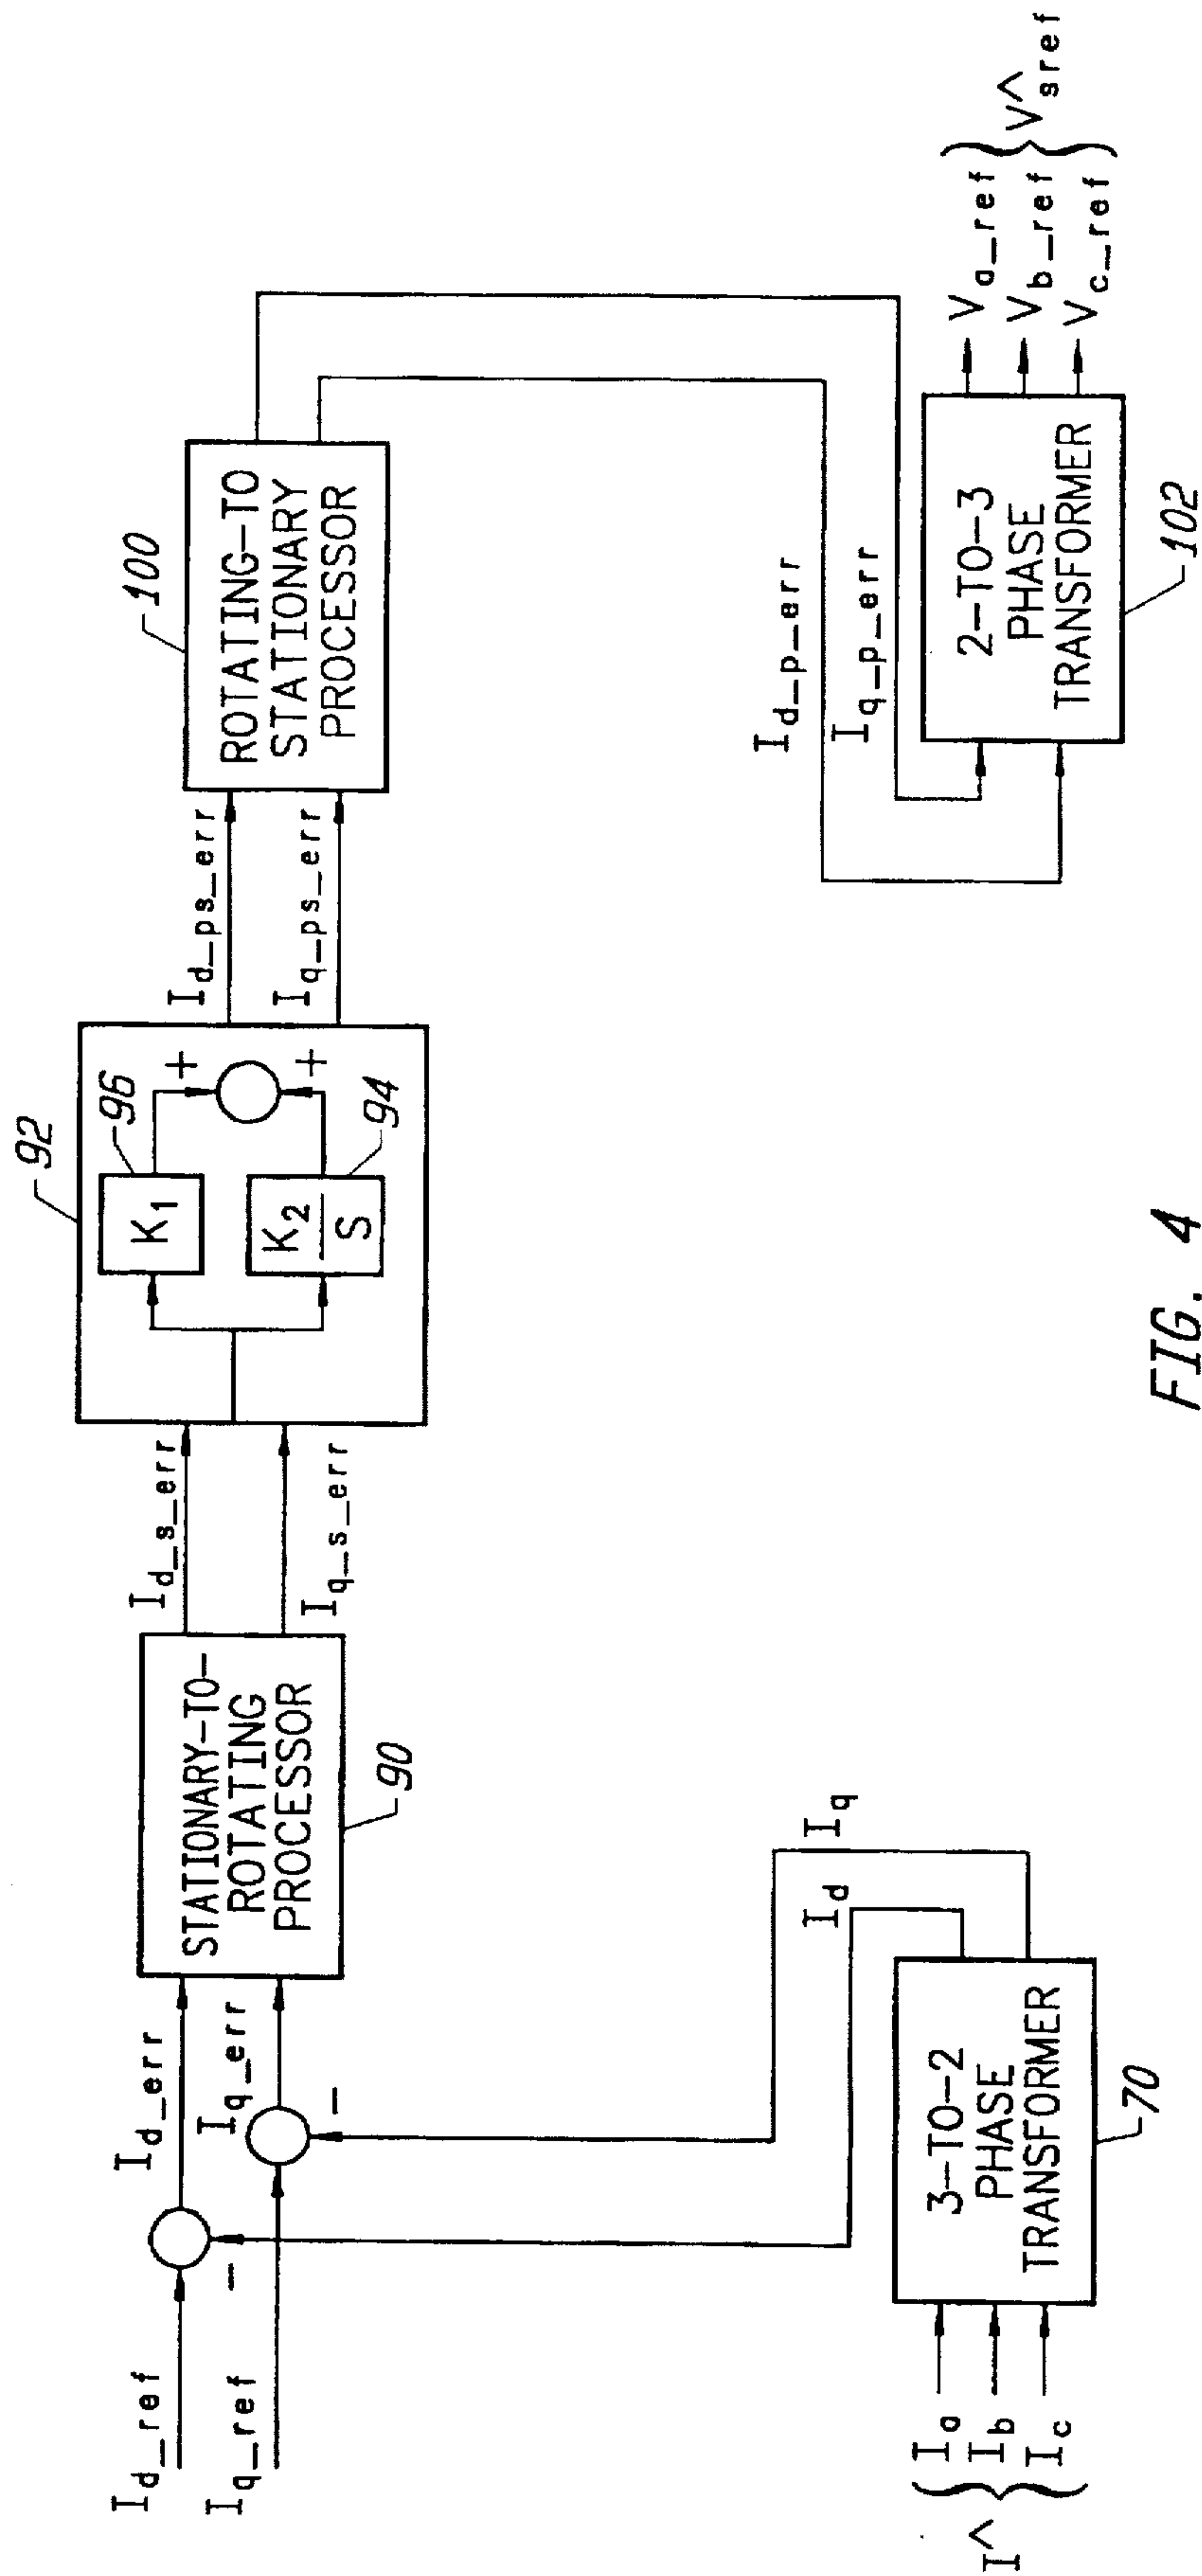 I_d_ref
I_q_ref
−
−
I_d_err
I_q_err
STATIONARY-TO-
ROTATING
PROCESSOR
90
I_d_s_err
I_q_s_err
92
K1
96
K2
S
94
+
+
I_d_ps_err
I_q_ps_err
100
ROTATING-TO
STATIONARY
PROCESSOR
I^
I_a
I_b
I_c
3-TO-2
PHASE
TRANSFORMER
70
I_d
I_q
I_d_p_err
I_q_p_err
2-TO-3
PHASE
TRANSFORMER
102
V_a_ref
V_b_ref
V_c_ref
V^_sref
FIG. 4